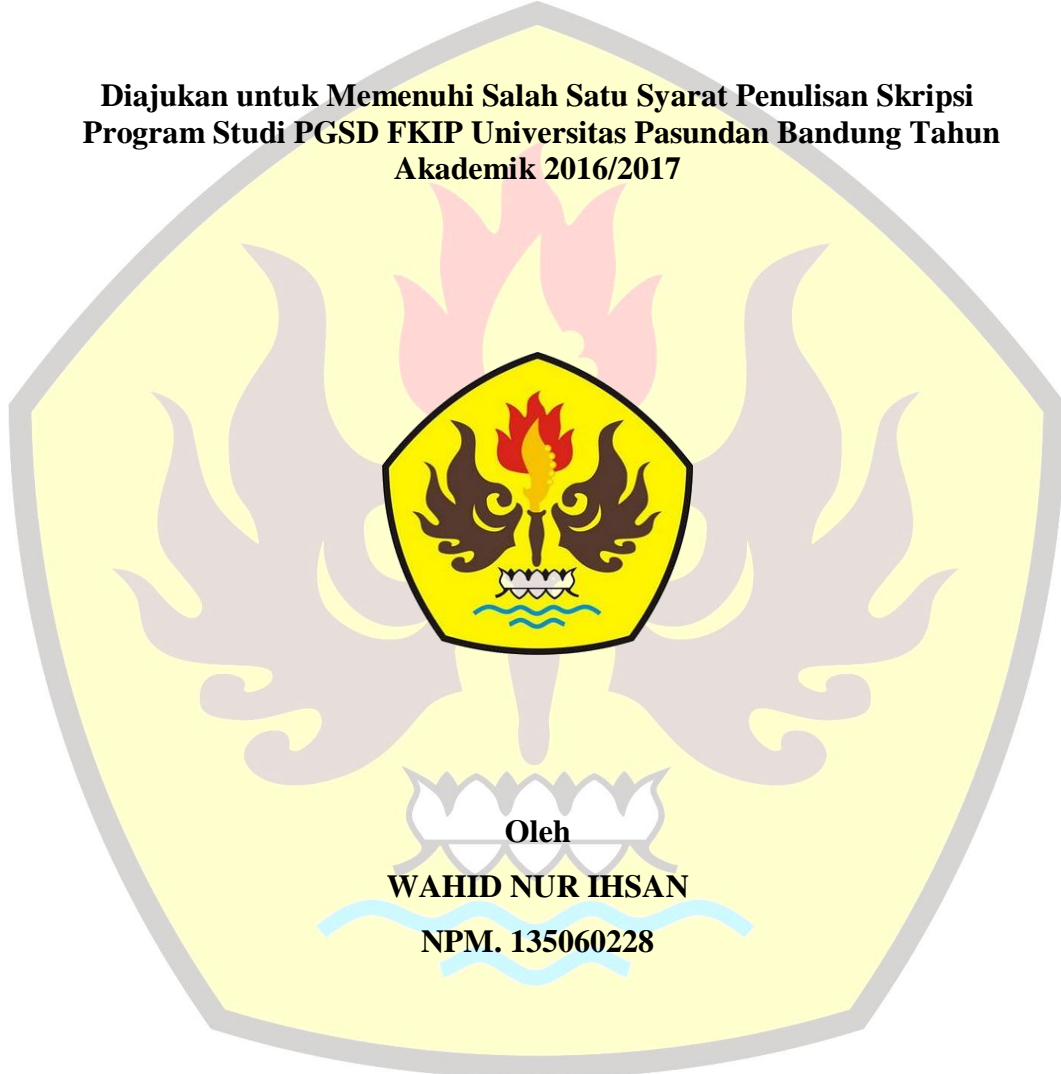 Diajukan untuk Memenuhi Salah Satu Syarat Penulisan Skripsi
Program Studi PGSD FKIP Universitas Pasundan Bandung Tahun
Akademik 2016/2017
Oleh
WAHID NUR IHSAN
NPM. 135060228